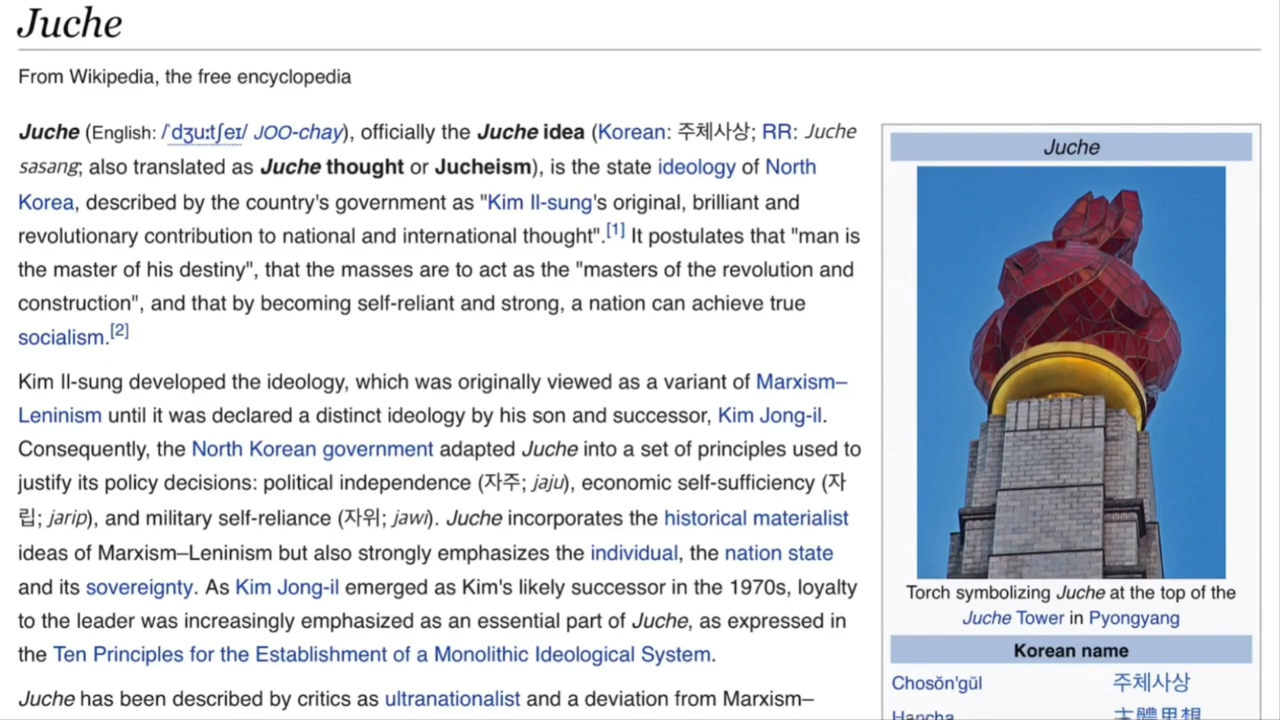 Juche
From Wikipedia, the free encyclopedia
Juche (English: /ˈdʒuːtʃeɪ/ JOO-chay), officially the Juche idea (Korean: 주체사상; RR: Juche
sasang; also translated as Juche thought or Jucheism), is the state ideology of North
Korea, described by the country's government as "Kim Il-sung's original, brilliant and
revolutionary contribution to national and international thought".[1] It postulates that "man is
the master of his destiny", that the masses are to act as the "masters of the revolution and
construction", and that by becoming self-reliant and strong, a nation can achieve true
socialism.[2]
Kim Il-sung developed the ideology, which was originally viewed as a variant of Marxism–
Leninism until it was declared a distinct ideology by his son and successor, Kim Jong-il.
Consequently, the North Korean government adapted Juche into a set of principles used to
justify its policy decisions: political independence (자주; jaju), economic self-sufficiency (자
립; jarip), and military self-reliance (자위; jawi). Juche incorporates the historical materialist
ideas of Marxism–Leninism but also strongly emphasizes the individual, the nation state
and its sovereignty. As Kim Jong-il emerged as Kim's likely successor in the 1970s, loyalty
to the leader was increasingly emphasized as an essential part of Juche, as expressed in
the Ten Principles for the Establishment of a Monolithic Ideological System.
Juche has been described by critics as ultranationalist and a deviation from Marxism–
Juche
Torch symbolizing Juche at the top of the
Juche Tower in Pyongyang
Korean name
Chosŏn'gŭl 주체사상
Hancha 主體思想